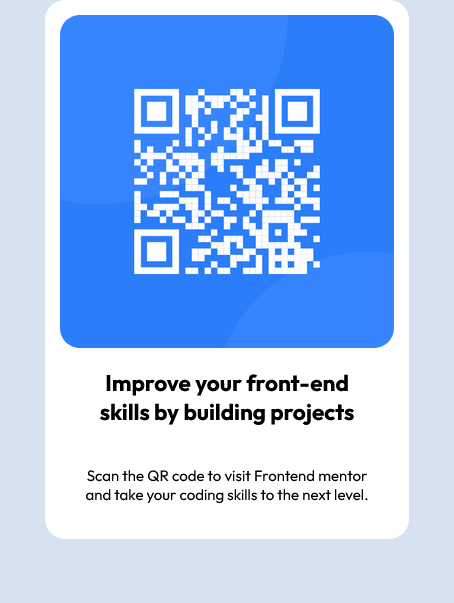 Improve your front-end
skills by building projects
Scan the QR code to visit Frontend mentor
and take your coding skills to the next level.